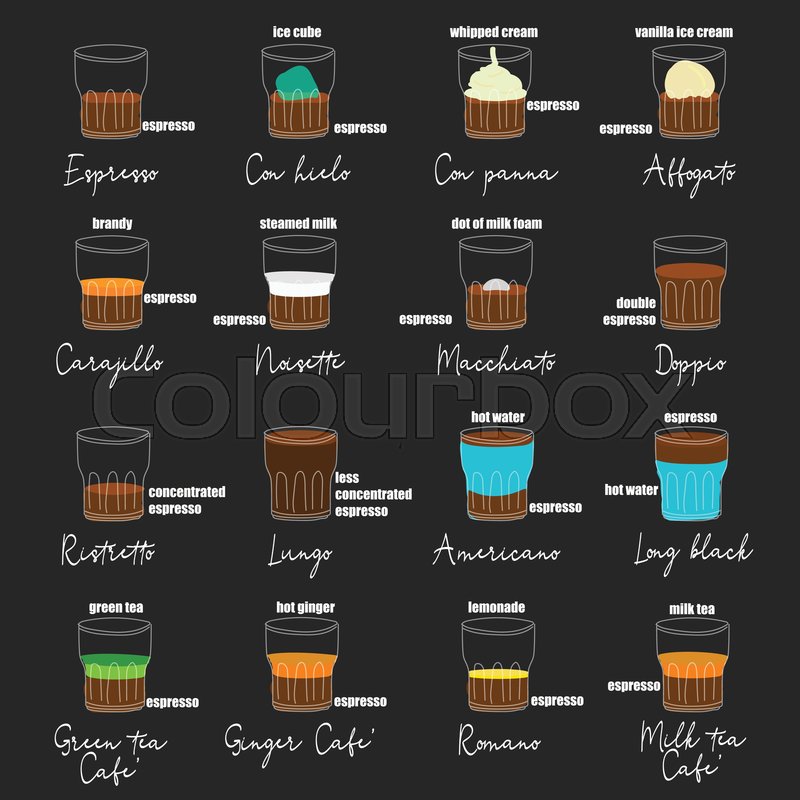 ice cube
whipped cream
vanilla ice cream
espresso
espresso
espresso
espresso
Espresso
Con hielo
Con panna
Affogato
brandy
steamed milk
dot of milk foam
espresso
espresso
espresso
double
espresso
Carajillo
Noisette
Macchiato
Doppio
colourbox
hot water
espresso
concentrated
espresso
less
concentrated
espresso
espresso
hot water
Ristretto
Lungo
Americano
Long black
green tea
hot ginger
lemonade
milk tea
espresso
espresso
espresso
espresso
Green tea
Cafe'
Ginger Cafe'
Romano
Milk tea
Cafe'